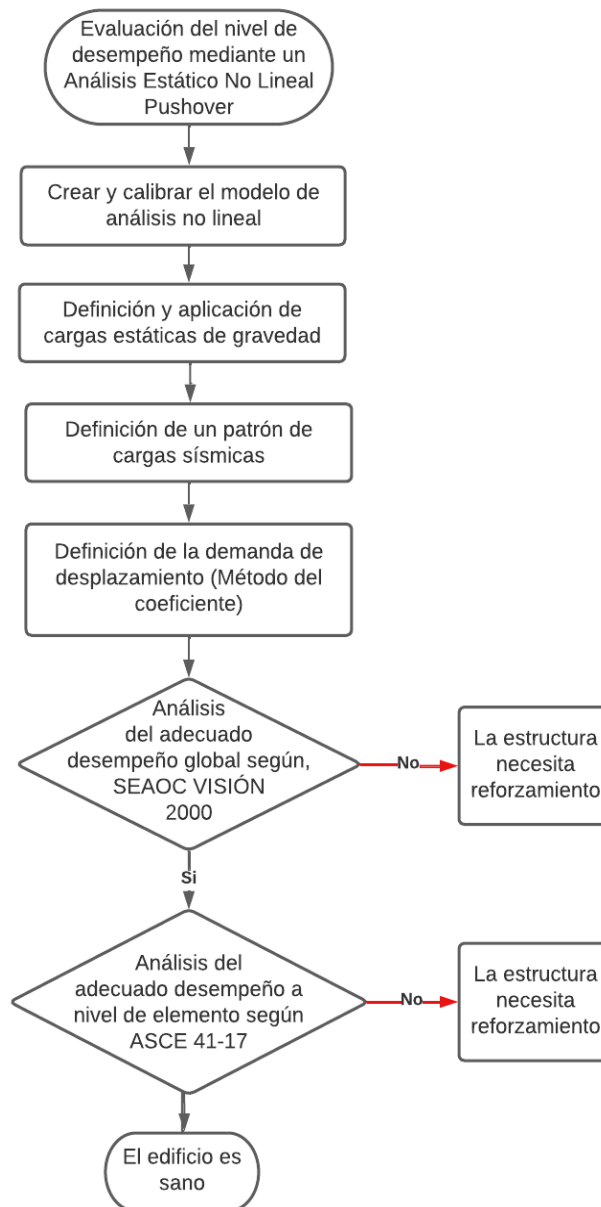 Evaluación del nivel de
desempeño mediante un
Análisis Estático No Lineal
Pushover
Crear y calibrar el modelo de
análisis no lineal
Definición y aplicación de
cargas estáticas de gravedad
Definición de un patrón de
cargas sísmicas
Definición de la demanda de
desplazamiento (Método del
coeficiente)
Análisis
del adecuado
desempeño global según,
SEAOC VISIÓN
2000
No
La estructura
necesita
reforzamiento
Si
Análisis del
adecuado desempeño a
nivel de elemento según
ASCE 41-17
No
La estructura
necesita
reforzamiento
El edificio es
sano